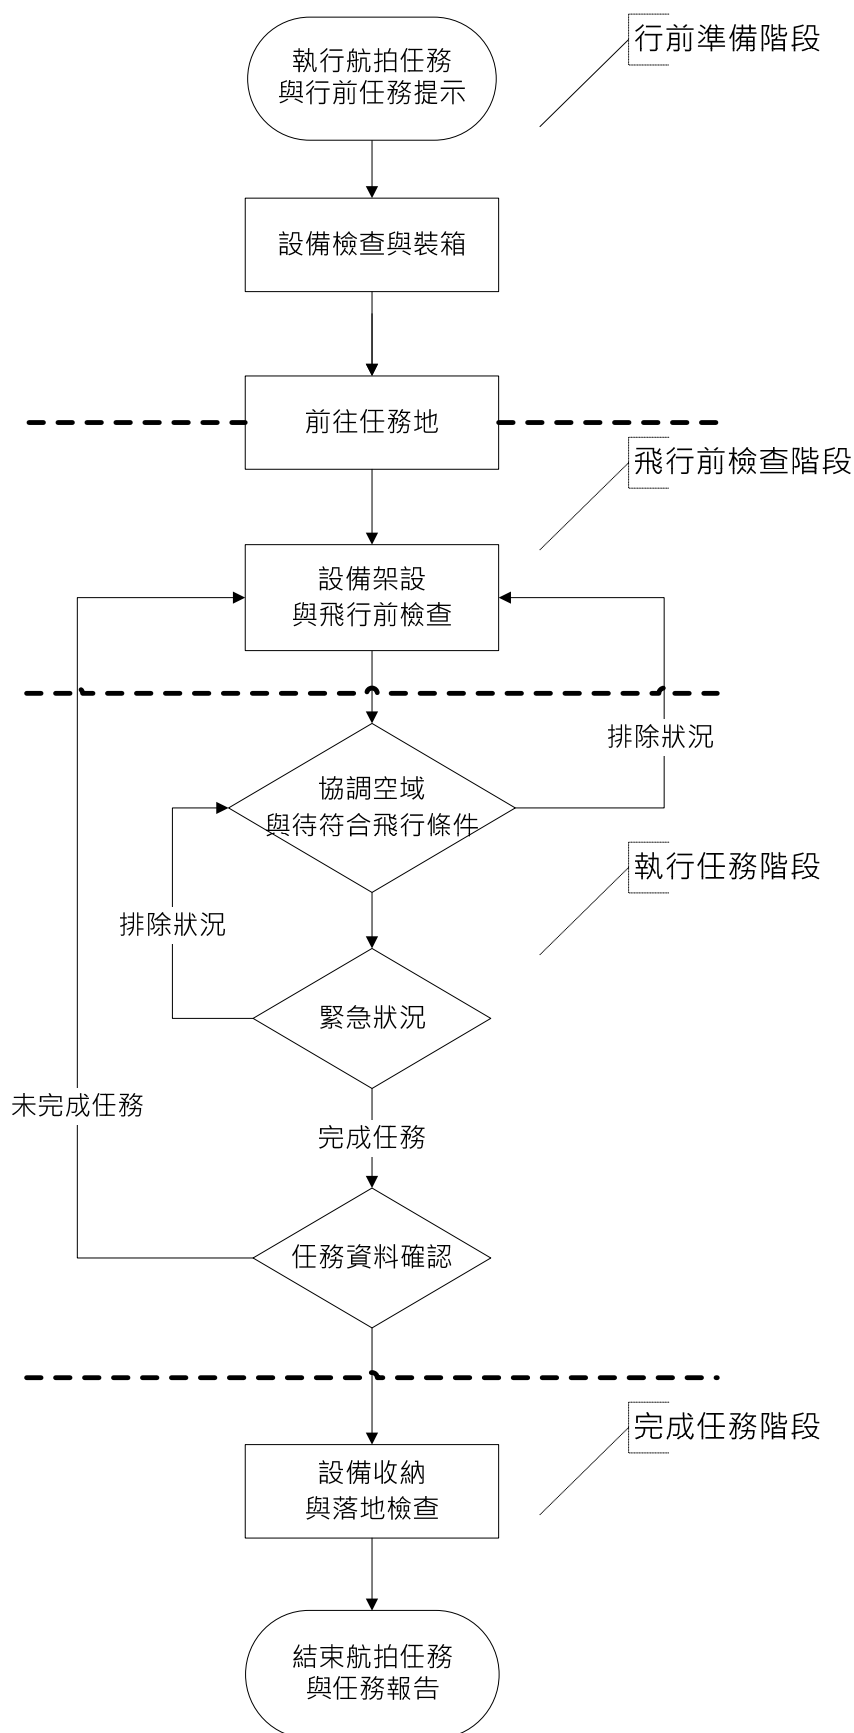 執行航拍任務
與行前任務提示
行前準備階段
設備檢查與裝箱
前往任務地
飛行前檢查階段
設備架設
與飛行前檢查
排除狀況
協調空域
與待符合飛行條件
執行任務階段
排除狀況
緊急狀況
未完成任務
完成任務
任務資料確認
完成任務階段
設備收納
與落地檢查
結束航拍任務
與任務報告